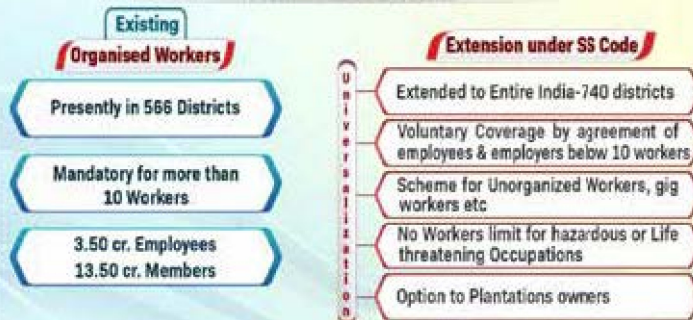 Existing
Organised Workers
Presently in 566 Districts
Mandatory for more than
10 Workers
3.50 cr. Employees
13.50 cr. Members
Extension under SS Code
Universalization
Extended to Entire India-740 districts
Voluntary Coverage by agreement of
employees & employers below 10 workers
Scheme for Unorganized Workers, gig
workers etc
No Workers limit for hazardous or Life
threatening Occupations
Option to Plantations owners